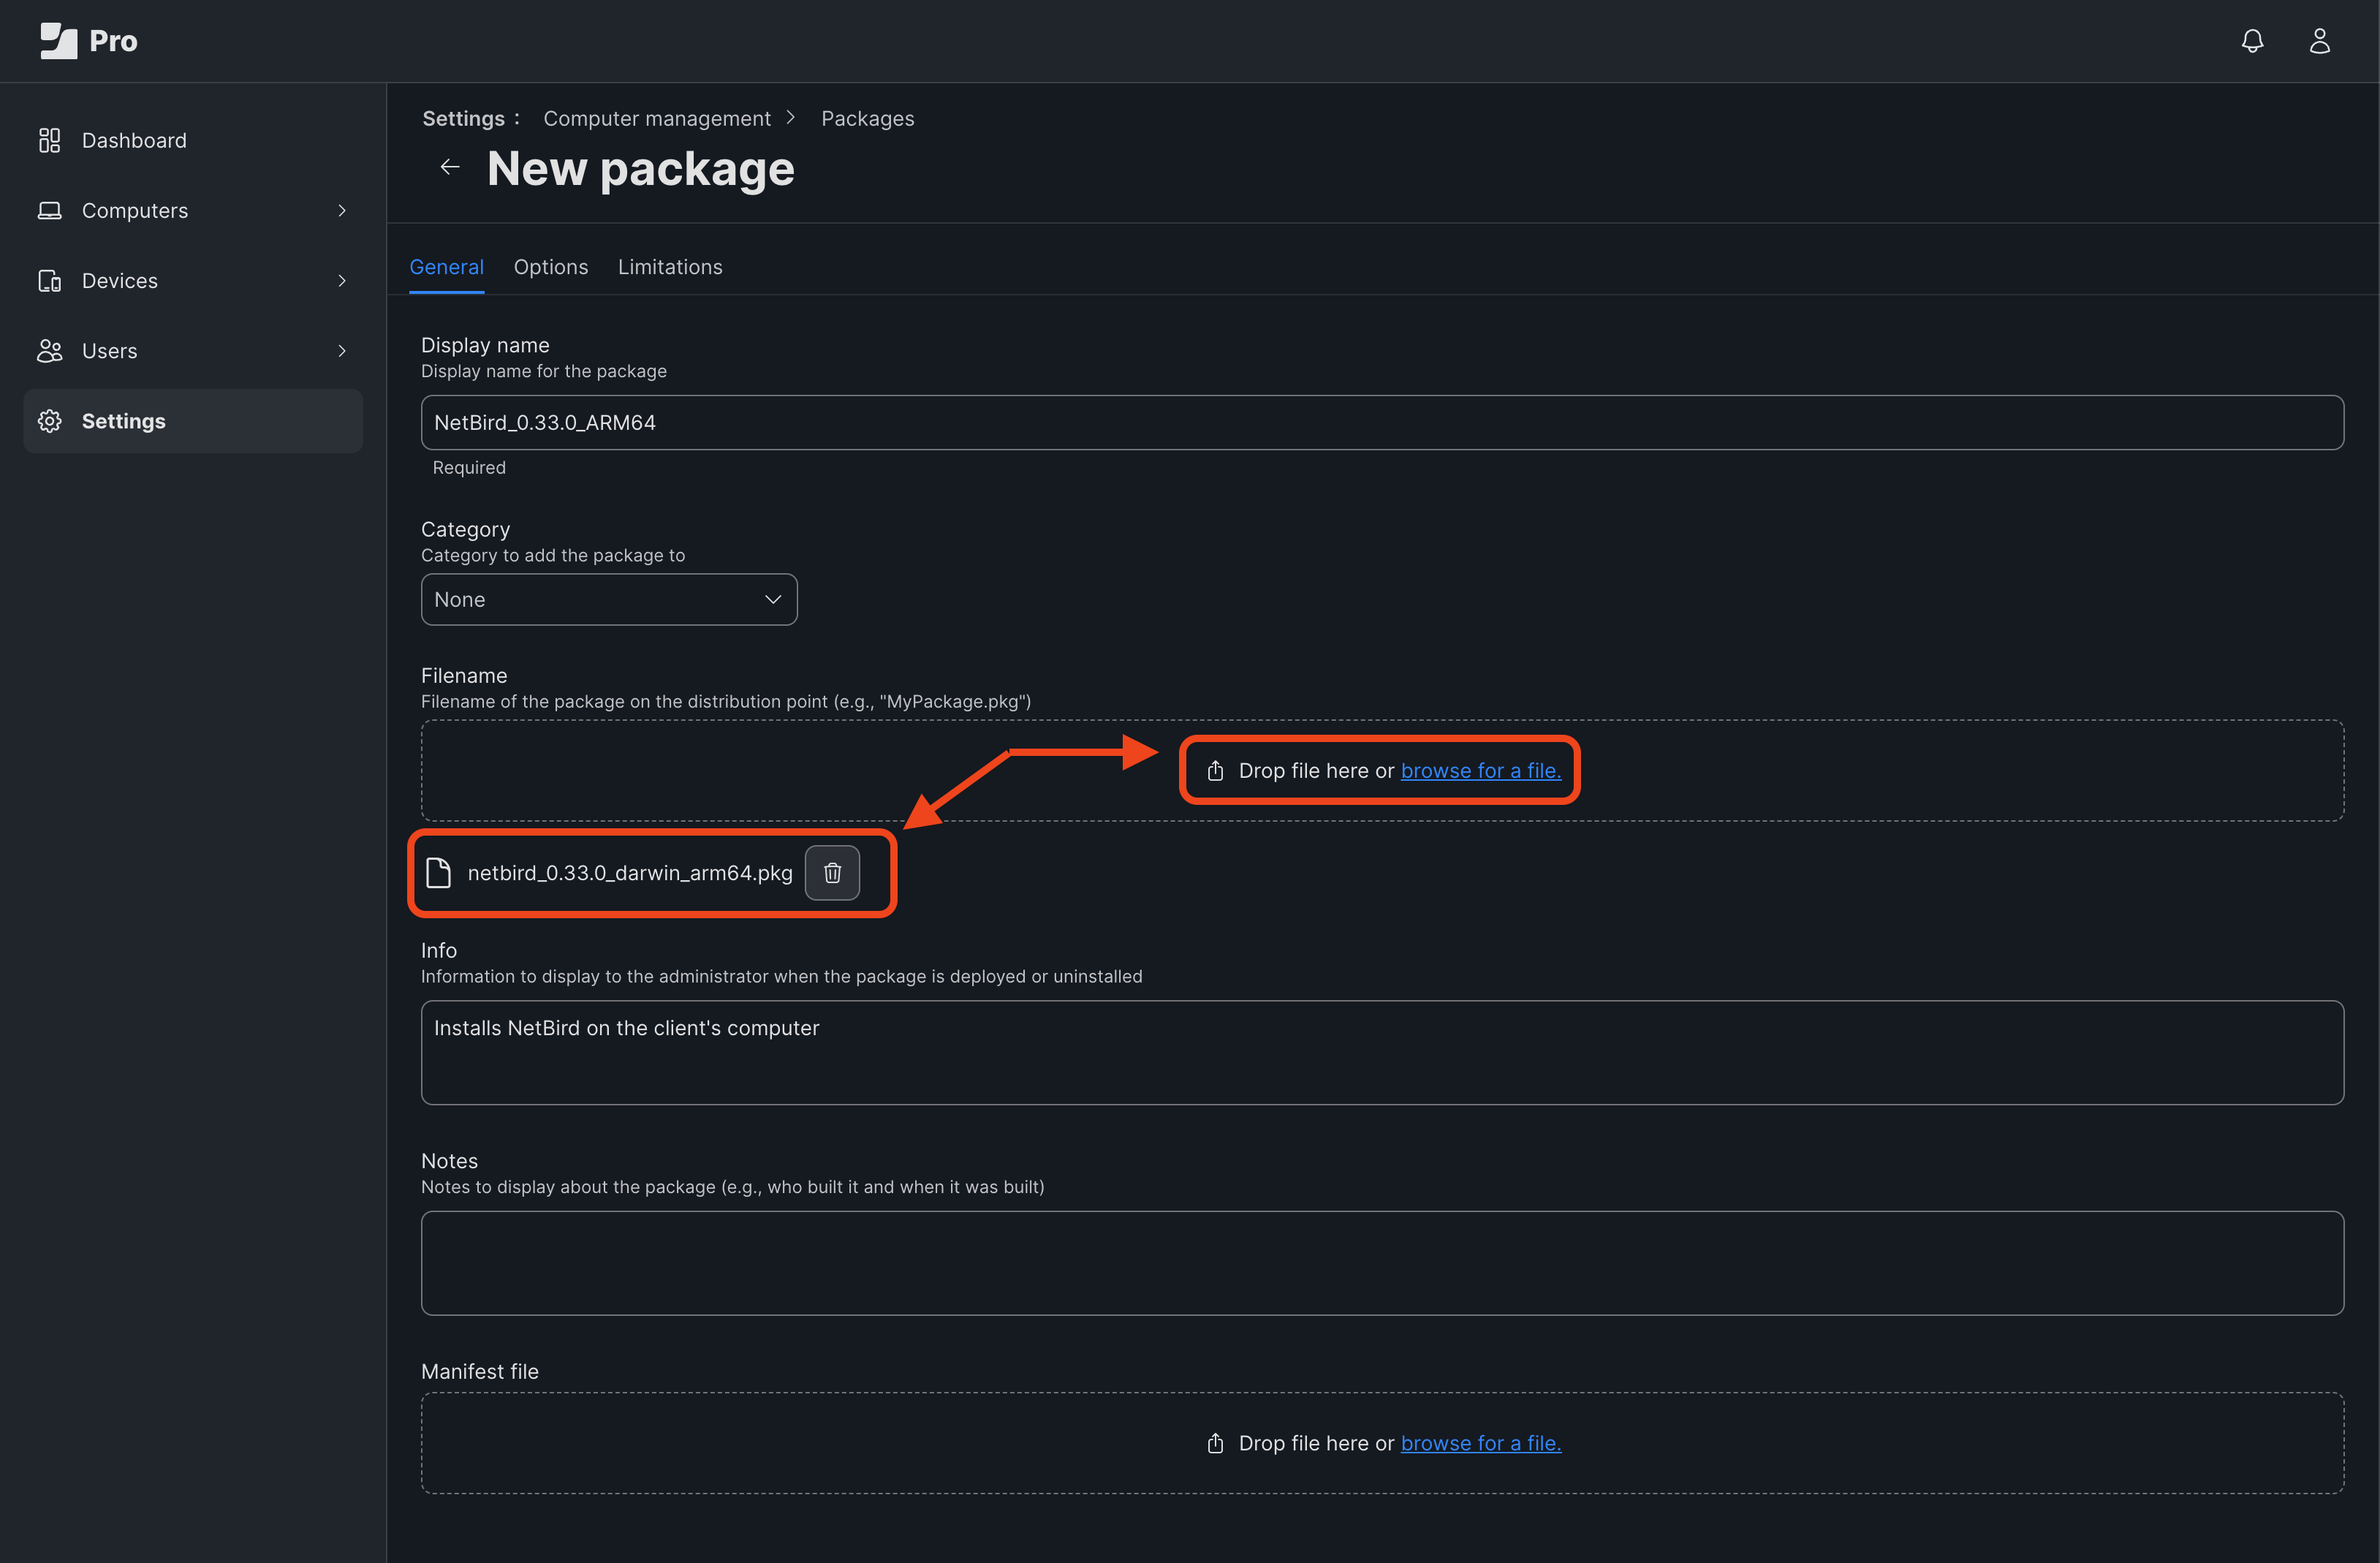 Pro
Dashboard
Computers
Devices
Users
Settings
Settings : Computer management Packages
New package
General Options Limitations
Display name
Display name for the package
NetBird_0.33.0_ARM64
Required
Category
Category to add the package to
None
Filename
Filename of the package on the distribution point (e.g., "MyPackage.pkg")
Drop file here or browse for a file.
netbird_0.33.0_darwin_arm64.pkg
Info
Information to display to the administrator when the package is deployed or uninstalled
Installs NetBird on the client's computer
Notes
Notes to display about the package (e.g., who built it and when it was built)
Manifest file
Drop file here or browse for a file.